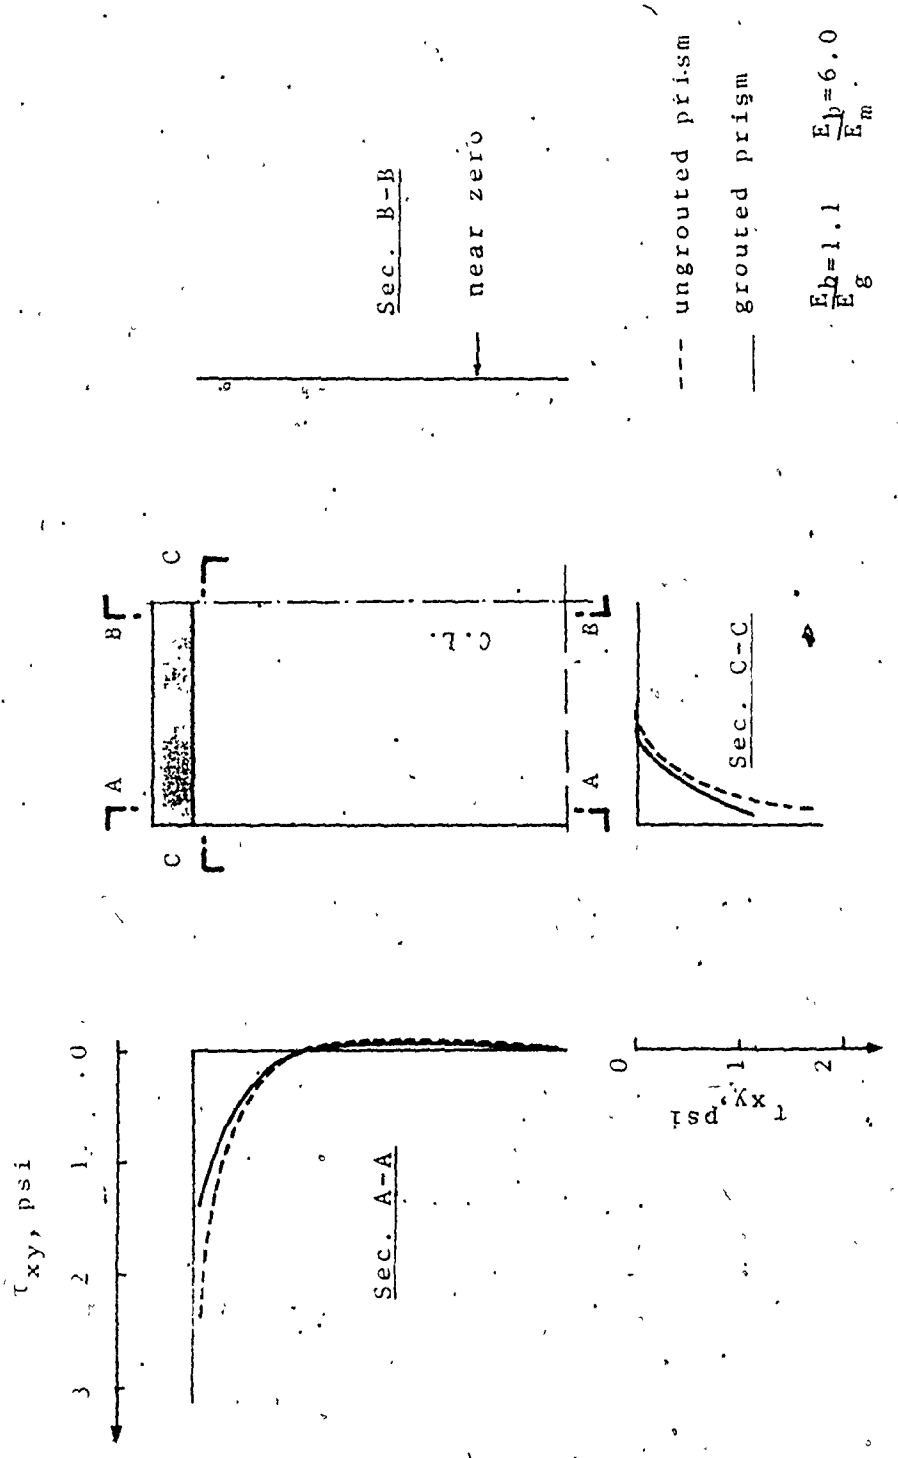 τxy, psi
3 2 1 0
Sec. A-A
τxy, psi
0
1
2
A
A
B
B
C
C
C.L.
Sec. C-C
Sec. B-B
near zero
--- ungrouted prism
— grouted prism
Eb/Eg=1.1 Eb/Em=6.0